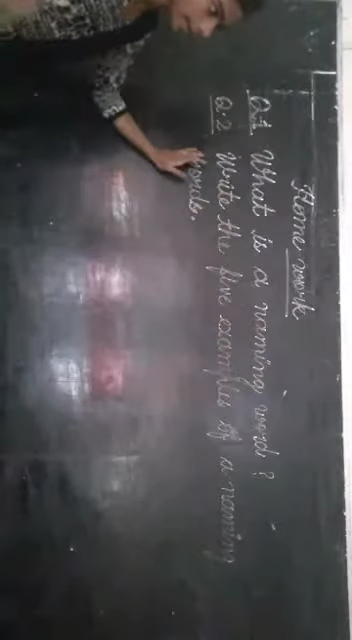 Home work
Q.1 What is a naming word?
Q.2 Write the five examples of a naming
words.